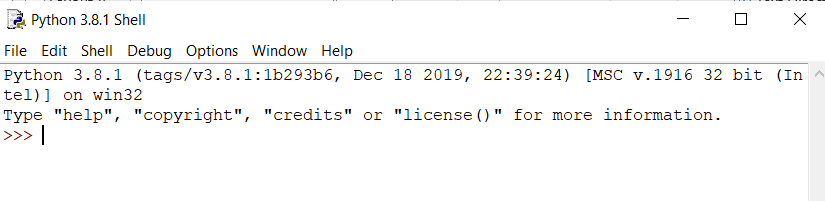 Python 3.8.1 Shell
File Edit Shell Debug Options Window Help
Python 3.8.1 (tags/v3.8.1:1b293b6, Dec 18 2019, 22:39:24) [MSC v.1916 32 bit (In
tel)] on win32
Type "help", "copyright", "credits" or "license()" for more information.
>>>